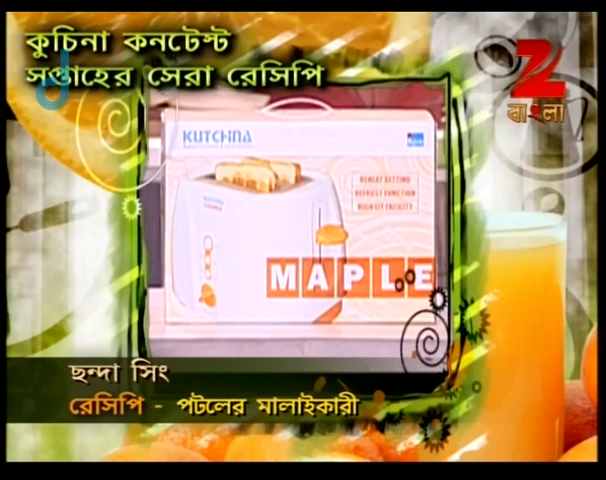 কুচিনা কনটেস্ট
সপ্তাহের সেরা রেসিপি
Z
বাংলা
KUTCHINA
REHEAT SETTING
DEFROST FUNCTION
HIGH LIFT FACILITY
MAPLE
ছন্দা সিং
রেসিপি - পটলের মালাইকারী